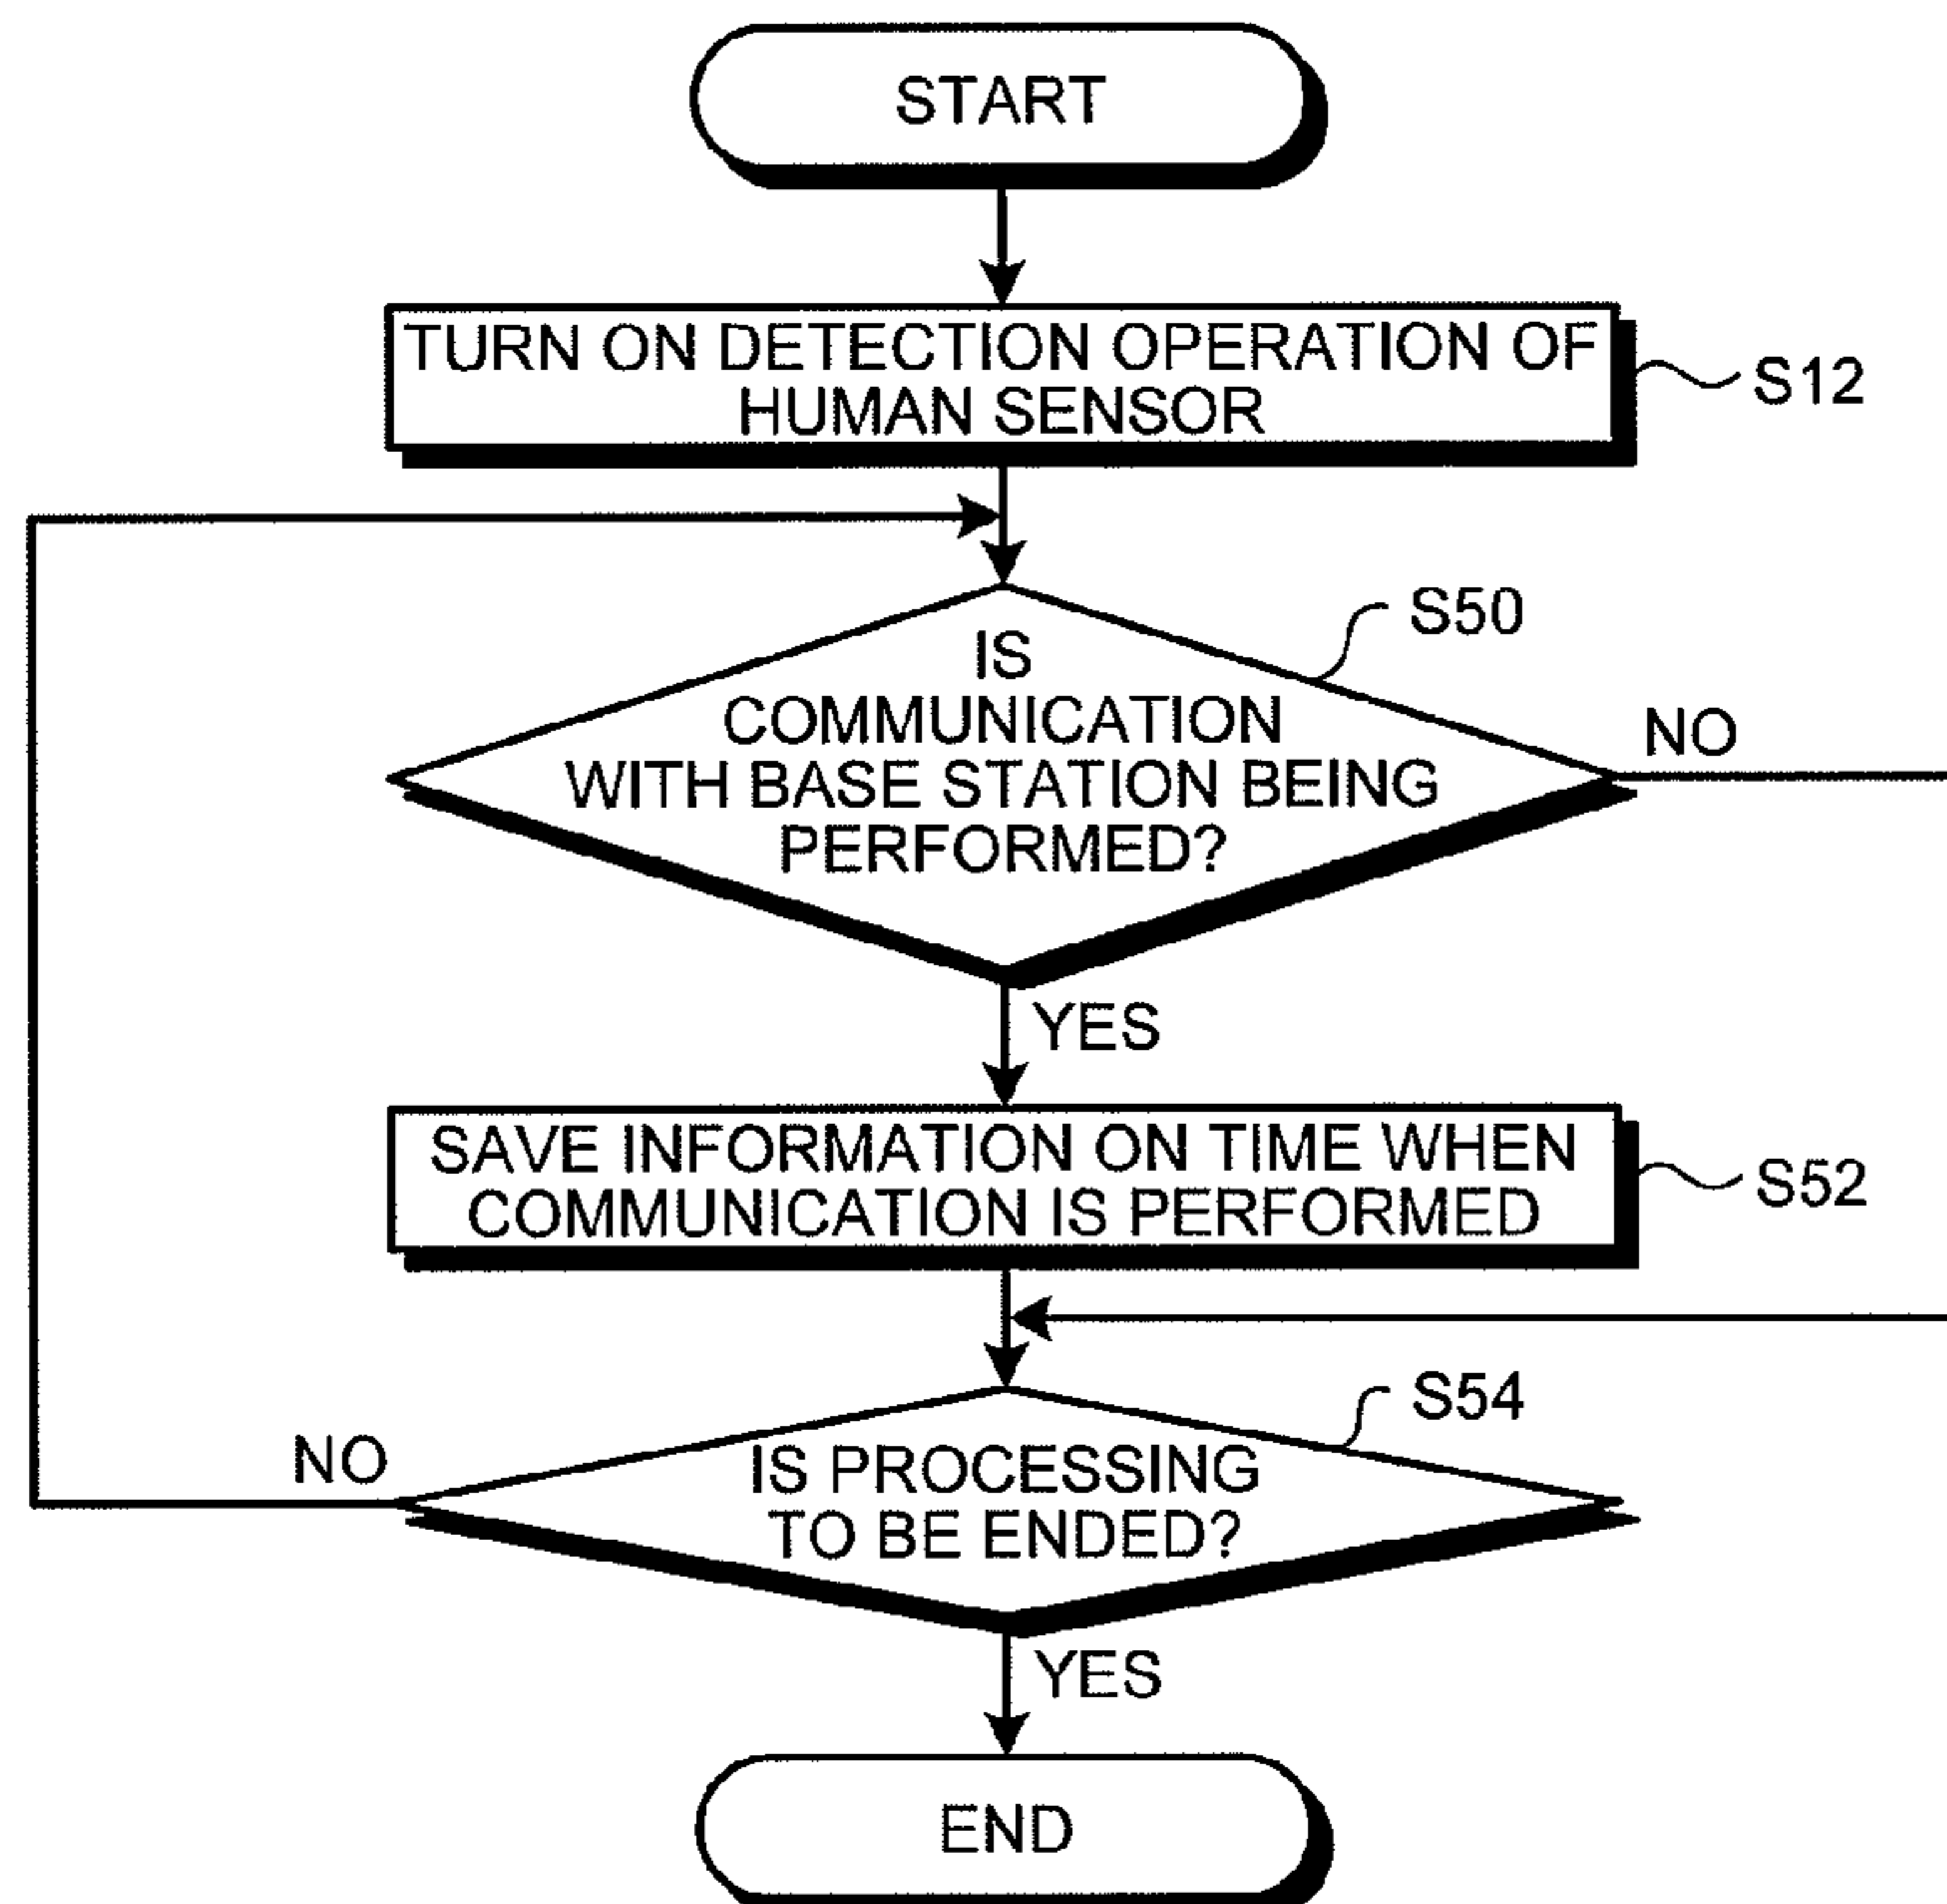 START
TURN ON DETECTION OPERATION OF
HUMAN SENSOR
S12
S50
IS
COMMUNICATION
WITH BASE STATION BEING
PERFORMED?
NO
YES
SAVE INFORMATION ON TIME WHEN
COMMUNICATION IS PERFORMED
S52
S54
NO
IS PROCESSING
TO BE ENDED?
YES
END